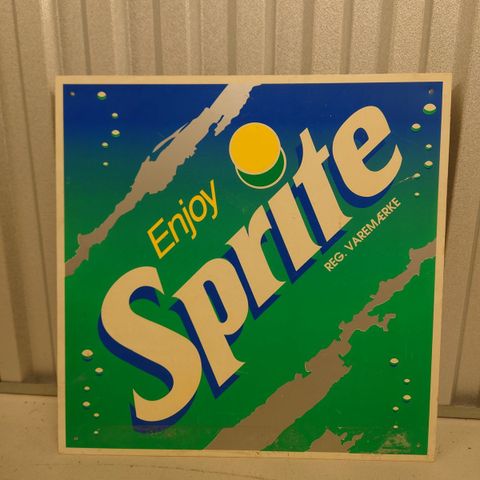 Enjoy
Sprite
REG. VAREMÆRKE